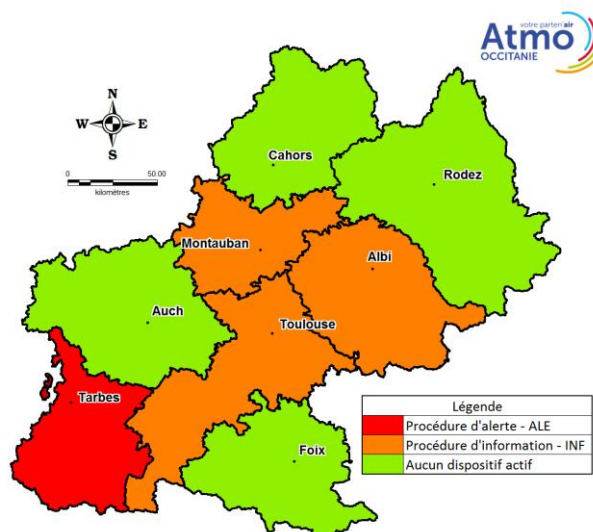 votre parten'air
Atmo
OCCITANIE
N
W E
S
0 50.00
kilomètres
Cahors
Rodez
Montauban
Albi
Auch
Toulouse
Tarbes
Foix
Légende
Procédure d'alerte - ALE
Procédure d'information - INF
Aucun dispositif actif